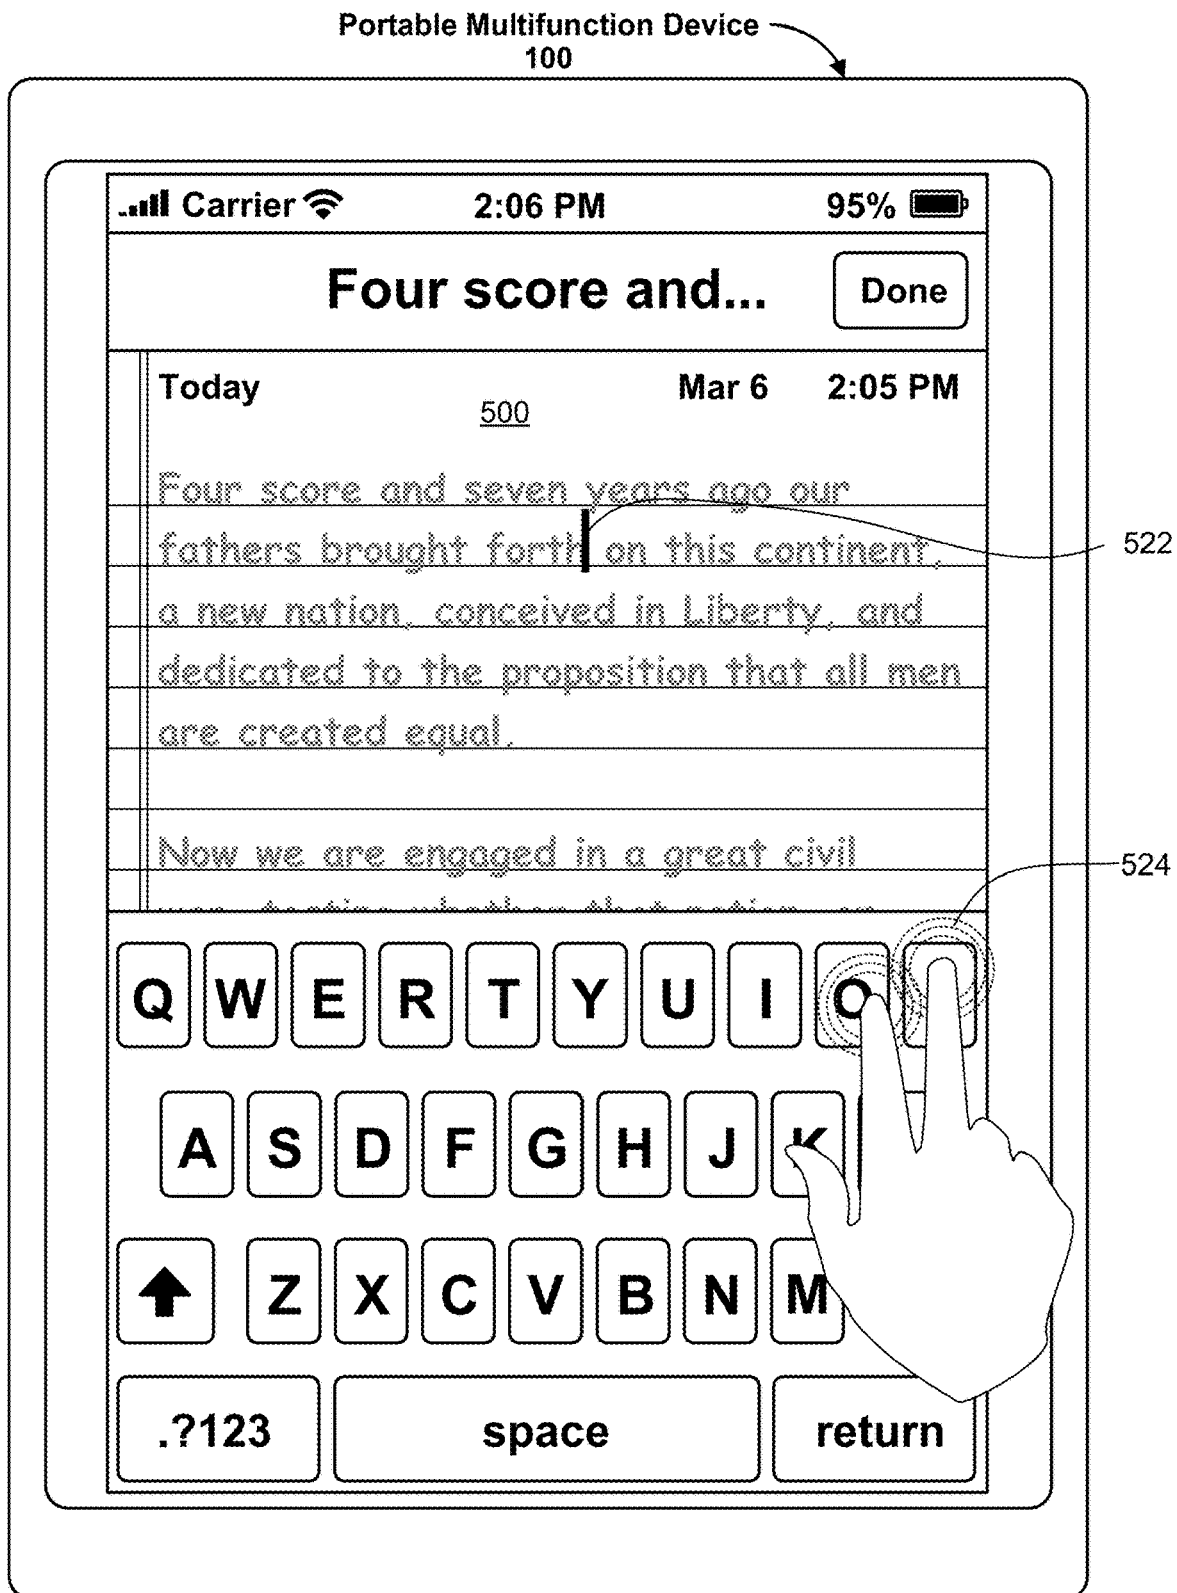 Portable Multifunction Device
100
Carrier 2:06 PM 95%
Four score and... Done
Today Mar 6 2:05 PM
500
Four score and seven years ago our
fathers brought forth on this continent,
522
a new nation, conceived in Liberty, and
dedicated to the proposition that all men
are created equal.
Now we are engaged in a great civil
524
Q W E R T Y U I O
A S D F G H J K
Z X C V B N M
.?123 space return